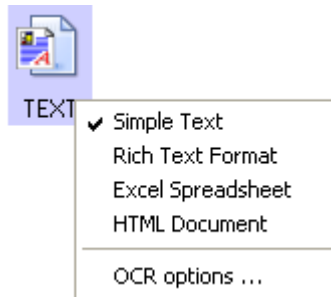 TEXT
Simple Text
Rich Text Format
Excel Spreadsheet
HTML Document
OCR options ...